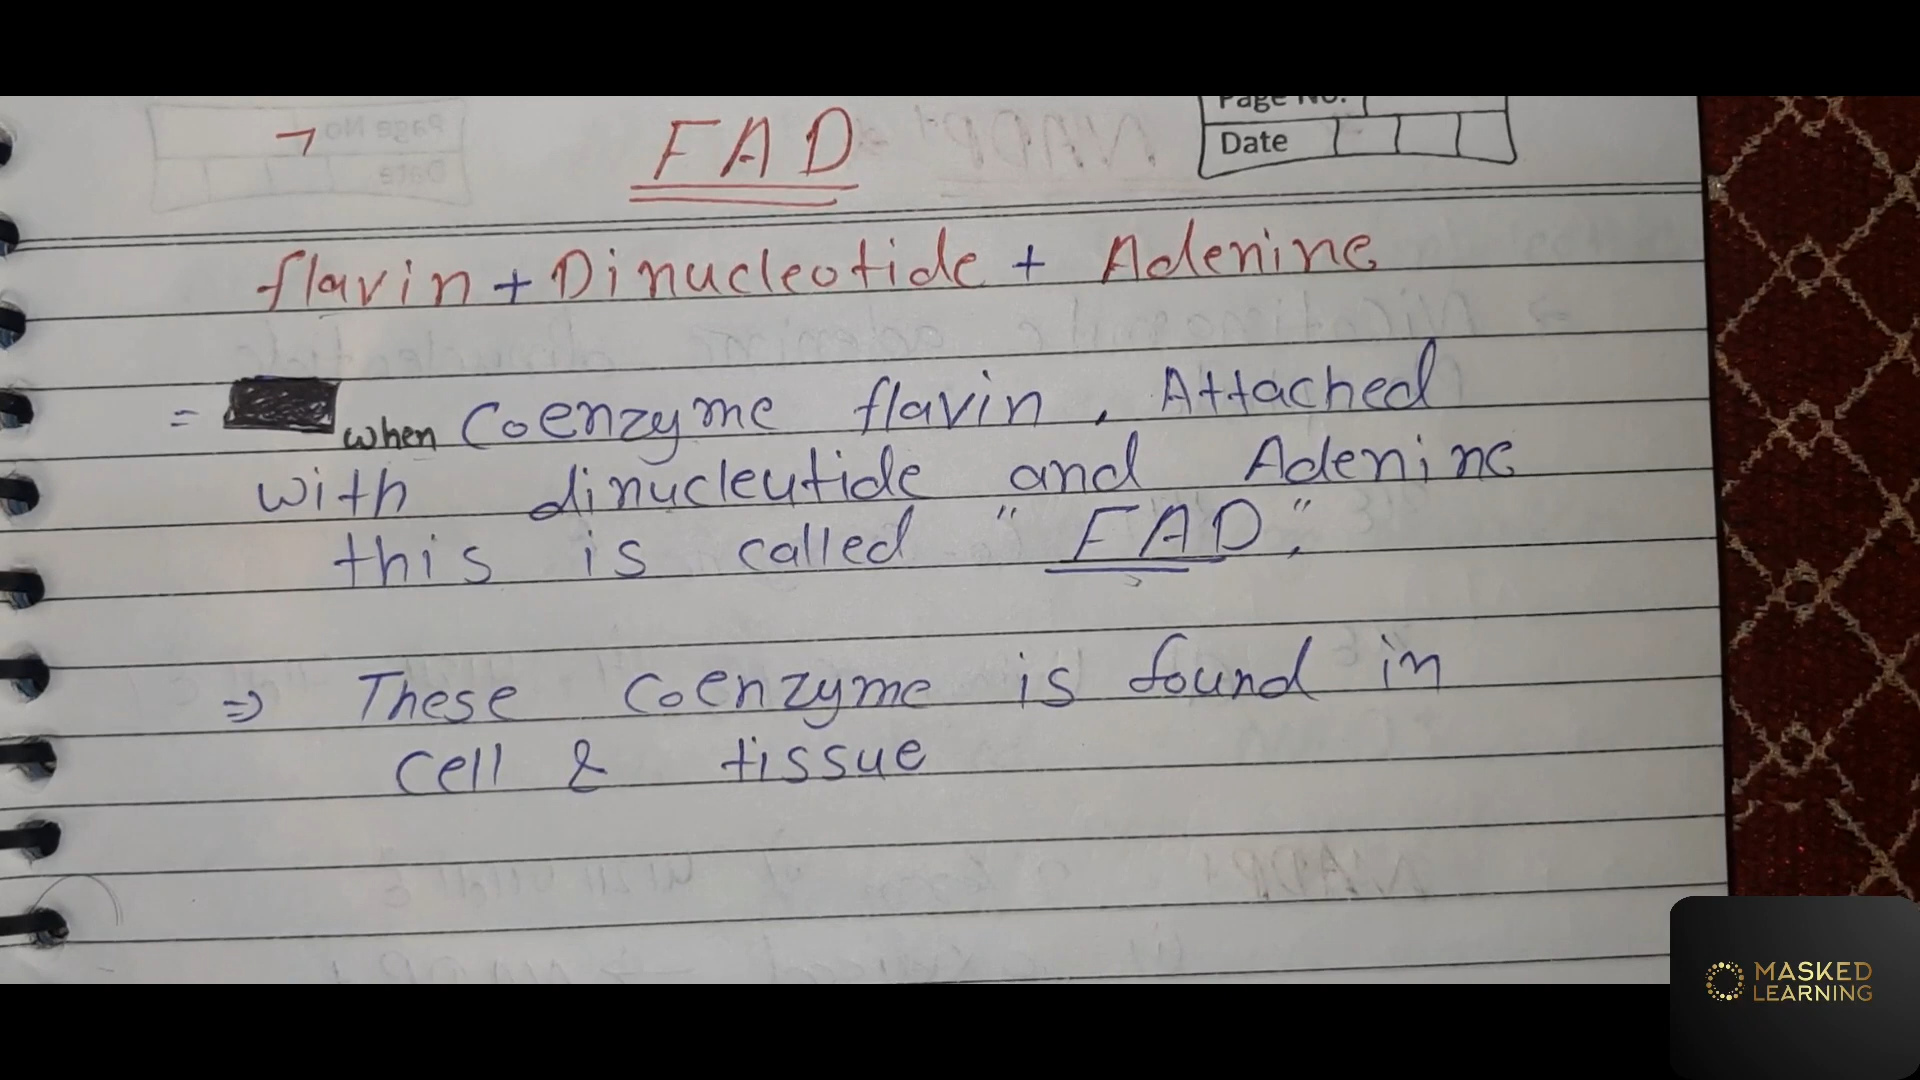 Page No.
Date
FAD
flavin + Dinucleotide + Adenine
= when Coenzyme flavin, Attached
with dinucleutide and Adenine
this is called "FAD",
⇒ These coenzyme is found in
cell & tissue
MASKED
LEARNING